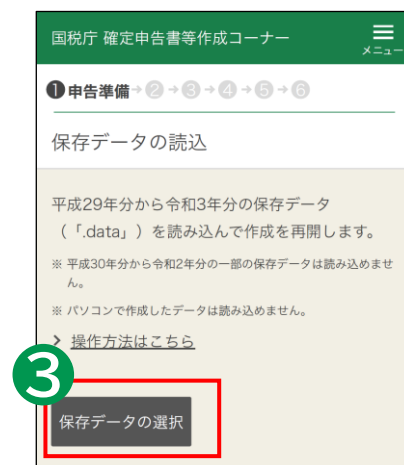 国税庁 確定申告書等作成コーナー
メニュー
❶ 申告準備→②→③→④→⑤→⑥
保存データの読込
平成29年分から令和3年分の保存データ
（「.data」）を読み込んで作成を再開します。
※ 平成30年分から令和2年分の一部の保存データは読み込めませ
ん。
※ パソコンで作成したデータは読み込めません。
> 操作方法はこちら
3
保存データの選択